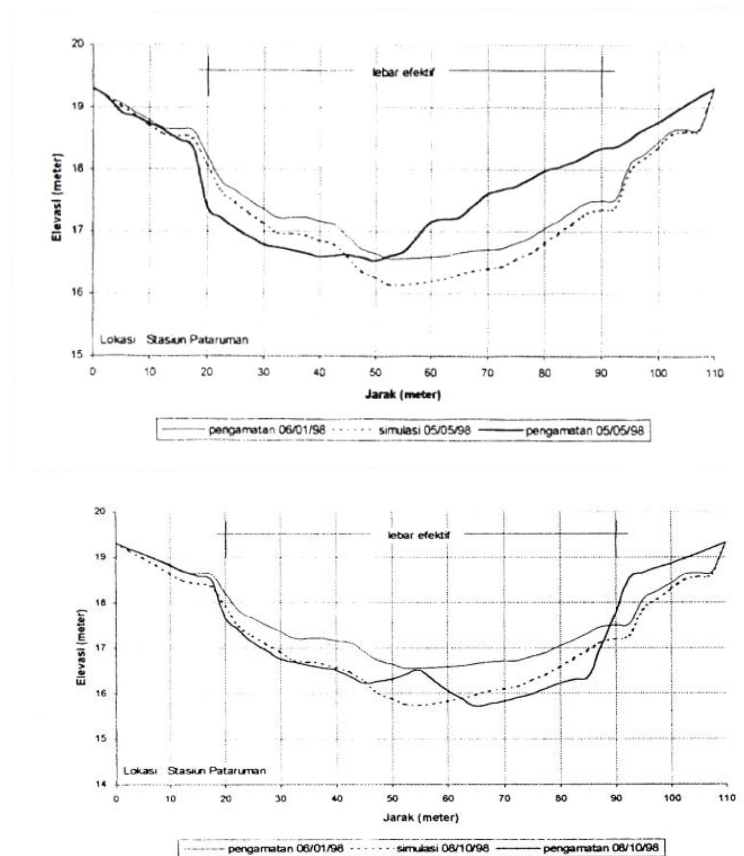 20
lebar efektif
19
18
17
16
15
Elevasi (meter)
Lokasi Stasiun Pataruman
0 10 20 30 40 50 60 70 80 90 100 110
Jarak (meter)
pengamatan 06/01/98 simulasi 05/05/98 pengamatan 05/05/98
20
lebar efektif
19
18
17
16
15
14
Elevasi (meter)
Lokasi Stasiun Pataruman
0 10 20 30 40 50 60 70 80 90 100 110
Jarak (meter)
pengamatan 06/01/98 simulasi 08/10/98 pengamatan 08/10/98